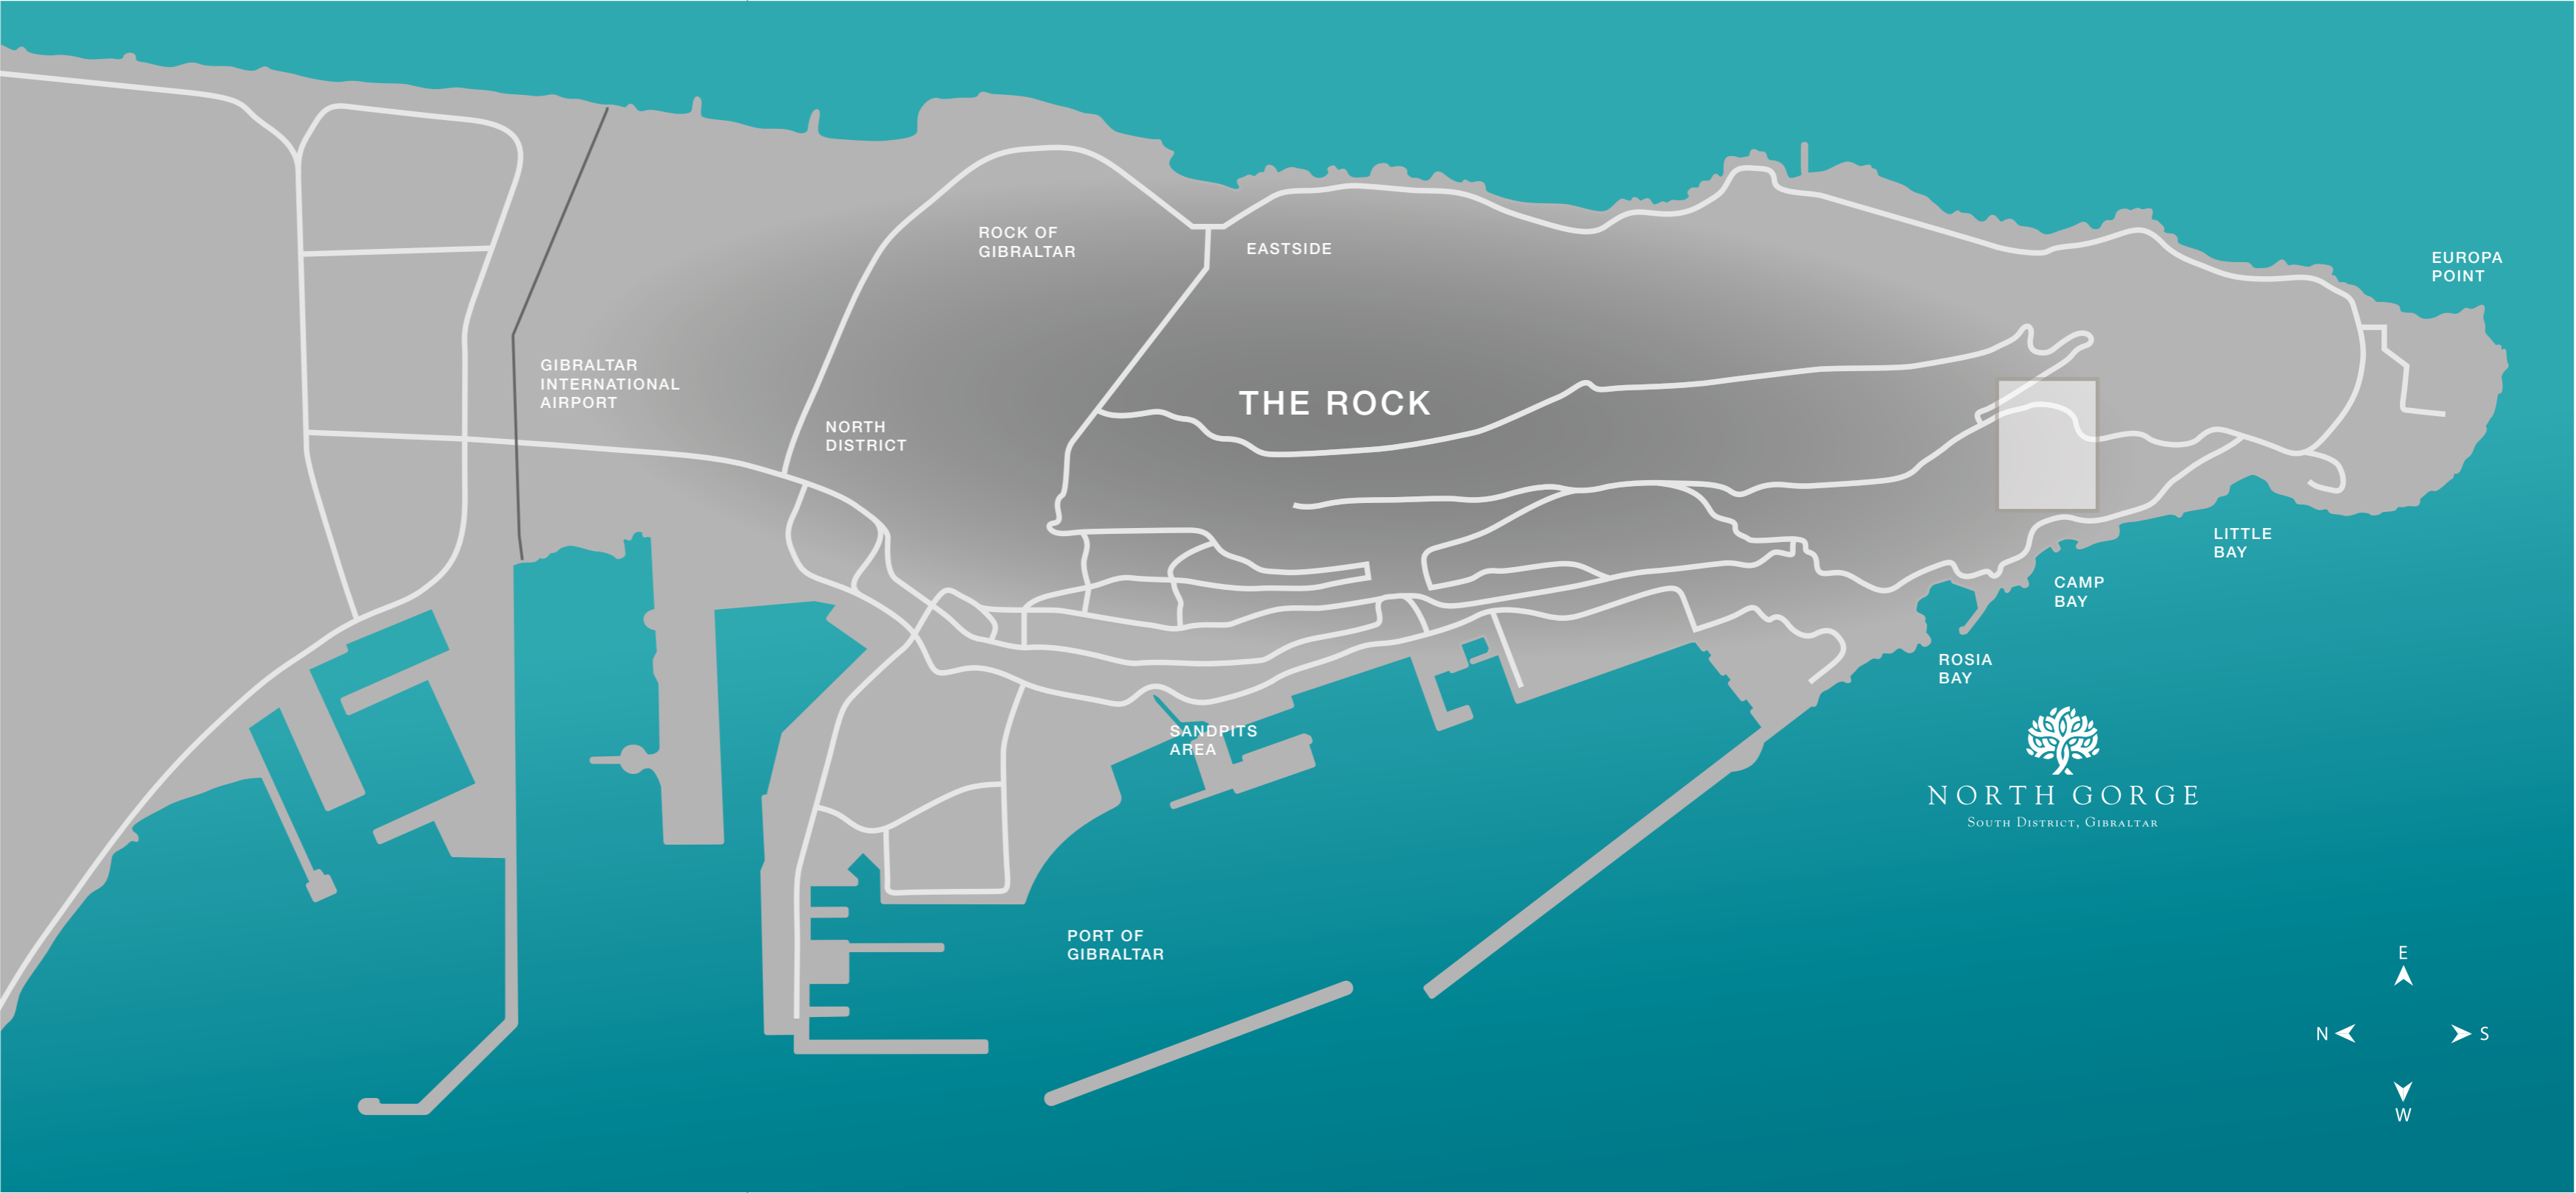 ROCK OF
GIBRALTAR
EASTSIDE
EUROPA
POINT
GIBRALTAR
INTERNATIONAL
AIRPORT
THE ROCK
NORTH
DISTRICT
LITTLE
BAY
CAMP
BAY
ROSIA
BAY
SANDPITS
AREA
NORTH GORGE
SOUTH DISTRICT, GIBRALTAR
PORT OF
GIBRALTAR
E
N
S
W